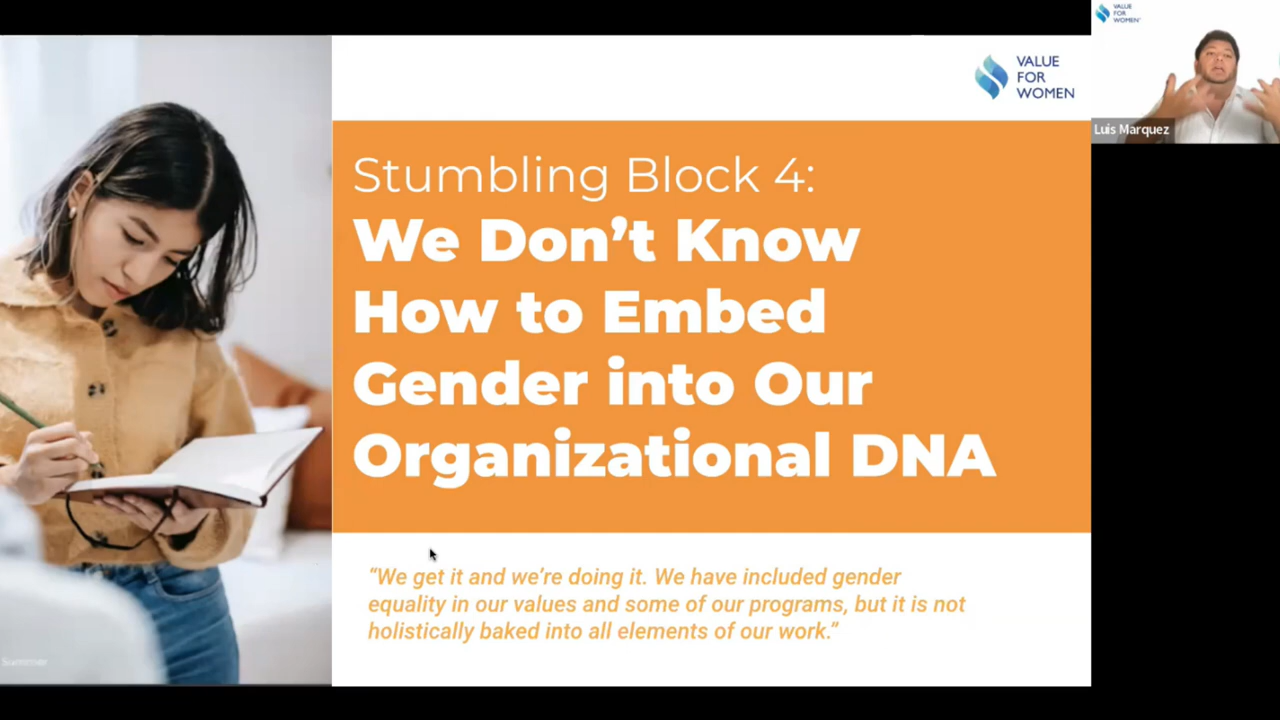 VALUE
FOR
WOMEN
Stumbling Block 4:
We Don’t Know
How to Embed
Gender into Our
Organizational DNA
“We get it and we’re doing it. We have included gender
equality in our values and some of our programs, but it is not
holistically baked into all elements of our work.”
VALUE
FOR
WOMEN
Luis Marquez